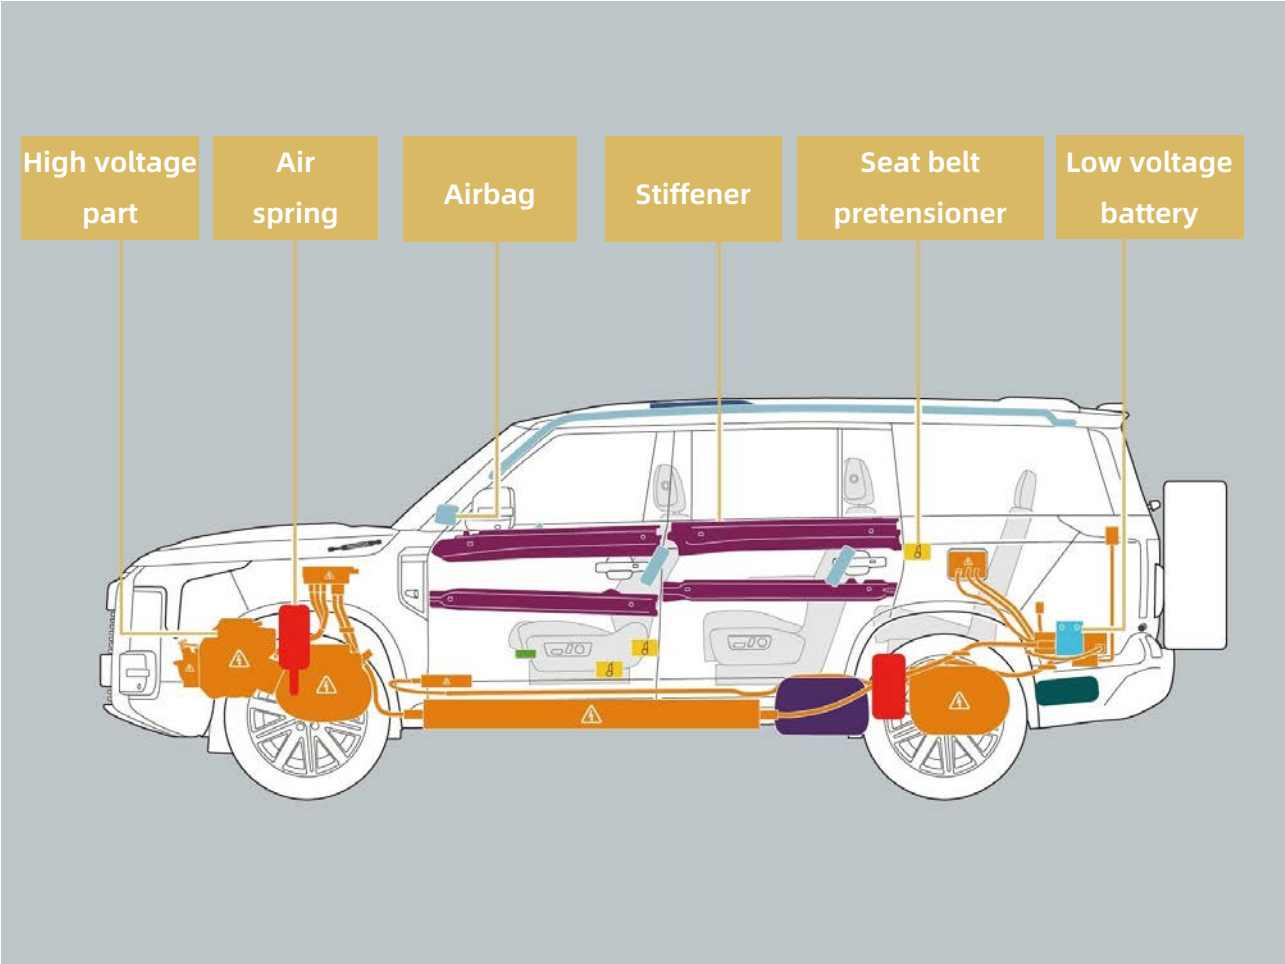 High voltage
part
Air
spring
Airbag
Stiffener
Seat belt
pretensioner
Low voltage
battery